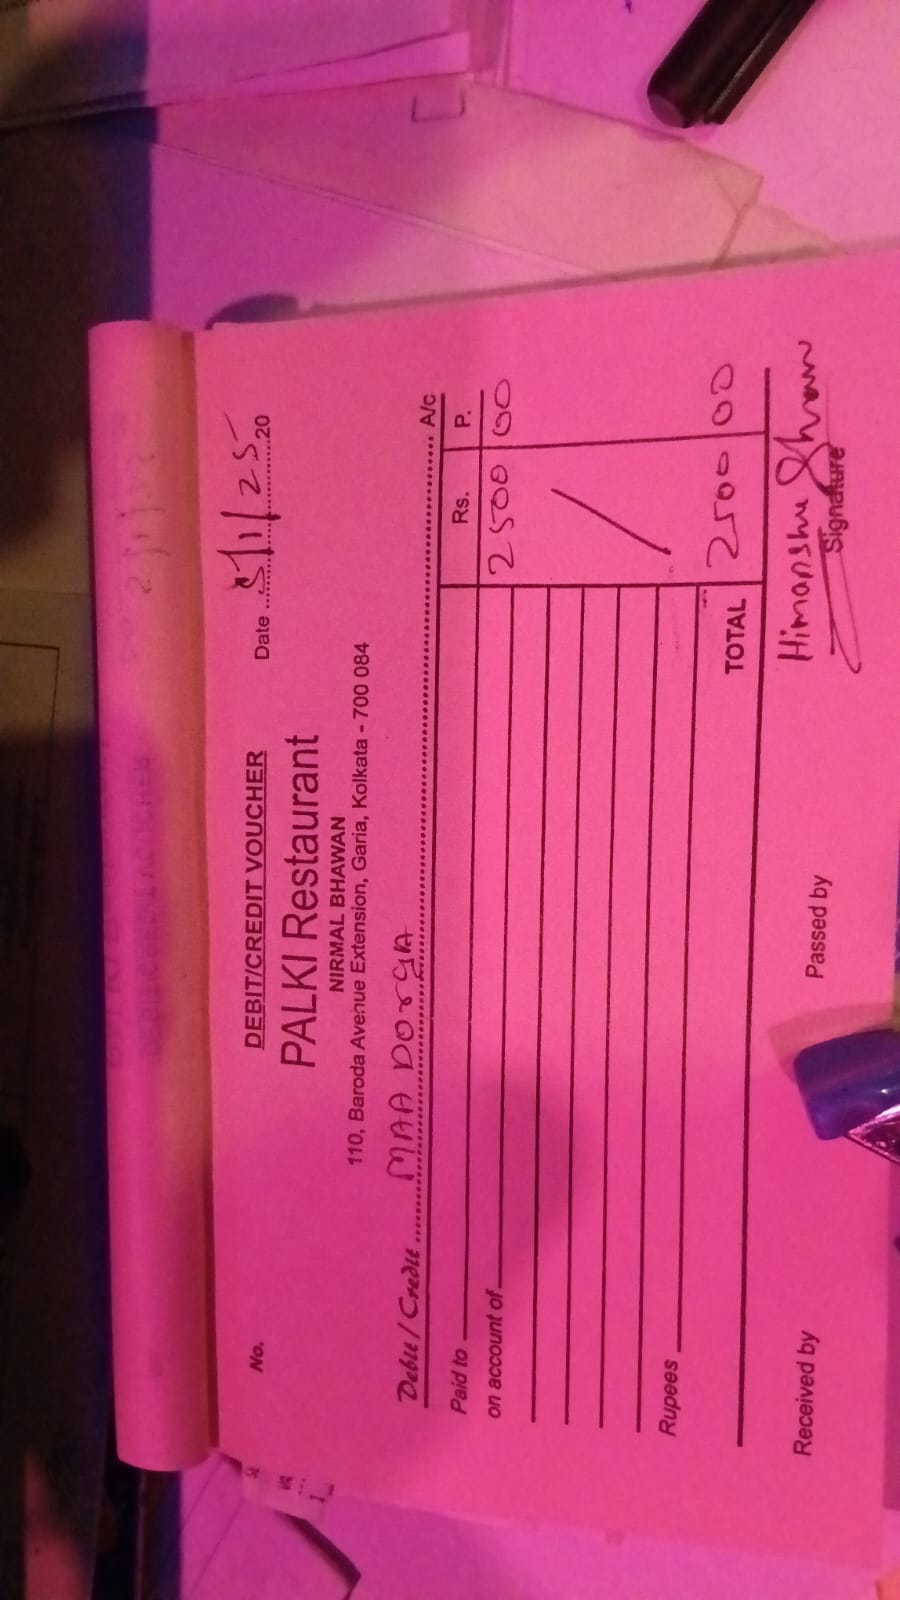 No.
DEBIT/CREDIT VOUCHER
Date 5/1/25 20
PALKI Restaurant
NIRMAL BHAWAN
110, Baroda Avenue Extension, Garia, Kolkata - 700 084
Debit / Credit MAA DORGA A/c
Paid to Rs. P.
on account of 2500 00
Rupees
TOTAL 2500 00
Himanshu Shaw
Received by Passed by Signature